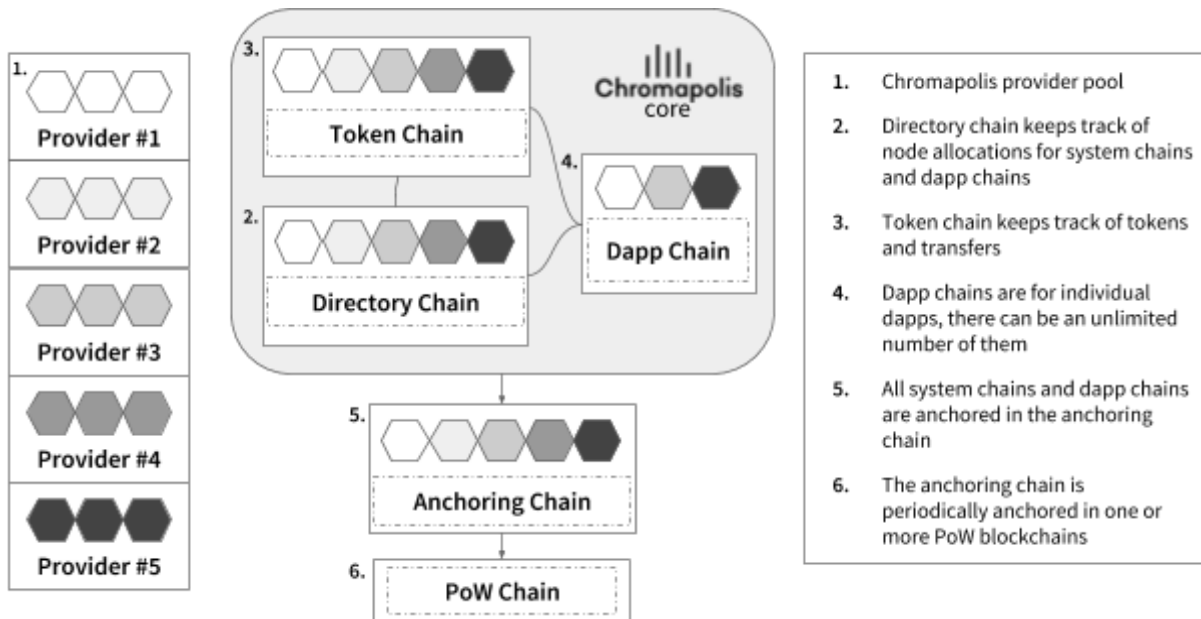 1.
Provider #1
Provider #2
Provider #3
Provider #4
Provider #5
3.
Token Chain
Chromapolis
core
4.
Dapp Chain
2.
Directory Chain
5.
Anchoring Chain
6.
PoW Chain
1. Chromapolis provider pool
2. Directory chain keeps track of
node allocations for system chains
and dapp chains
3. Token chain keeps track of tokens
and transfers
4. Dapp chains are for individual
dapps, there can be an unlimited
number of them
5. All system chains and dapp chains
are anchored in the anchoring
chain
6. The anchoring chain is
periodically anchored in one or
more PoW blockchains